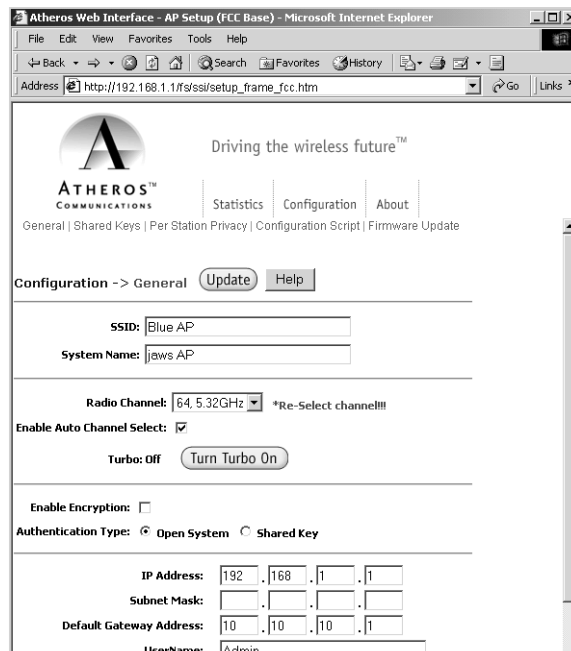 Atheros Web Interface - AP Setup (FCC Base) - Microsoft Internet Explorer
File Edit View Favorites Tools Help
Back Search Favorites History
Address http://192.168.1.1/fs/ssi/setup_frame_fcc.htm Go Links
Driving the wireless future™
ATHEROS™
COMMUNICATIONS
Statistics Configuration About
General | Shared Keys | Per Station Privacy | Configuration Script | Firmware Update
Configuration -> General Update Help
SSID: Blue AP
System Name: jaws AP
Radio Channel: 64, 5.32GHz *Re-Select channel!!!
Enable Auto Channel Select:
Turbo: Off Turn Turbo On
Enable Encryption:
Authentication Type: Open System Shared Key
IP Address: 192 . 168 . 1 . 1
Subnet Mask: . . .
Default Gateway Address: 10 . 10 . 10 . 1
UserName: Admin